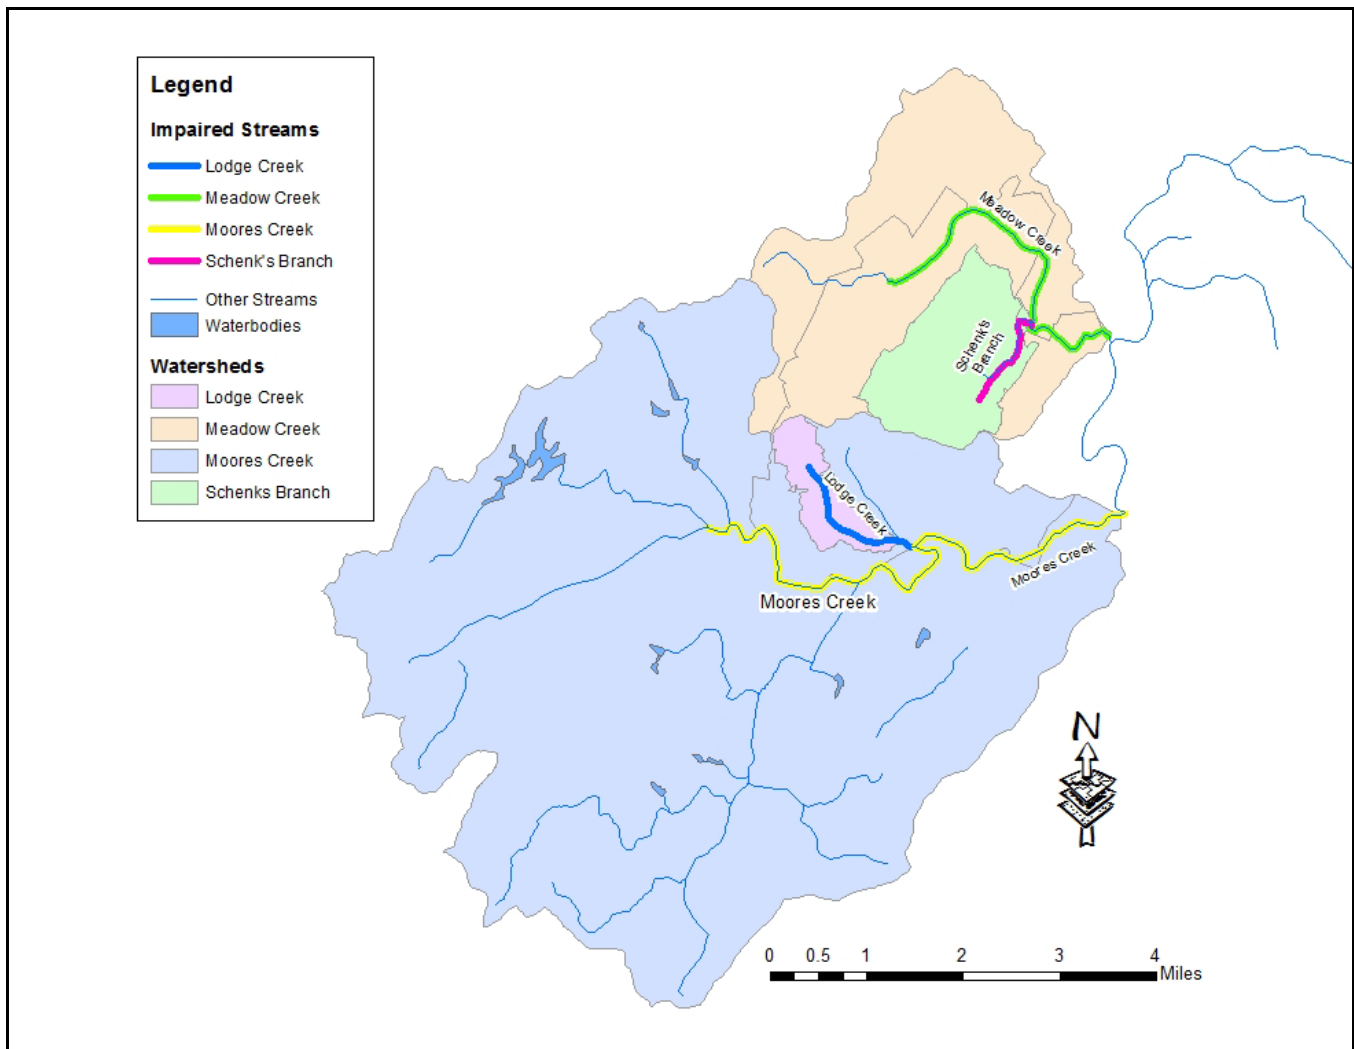 Legend
Impaired Streams
Lodge Creek
Meadow Creek
Moores Creek
Schenk's Branch
Other Streams
Waterbodies
Watersheds
Lodge Creek
Meadow Creek
Moores Creek
Schenks Branch
Meadow Creek
Schenk's
Branch
Lodge Creek
Moores Creek
Moores Creek
N
0 0.5 1 2 3 4
Miles